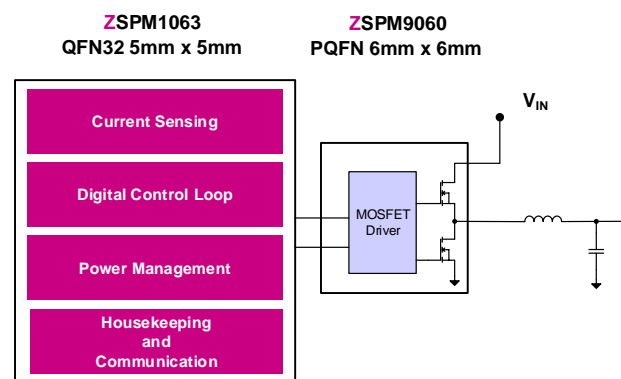 ZSPM1063
QFN32 5mm x 5mm
ZSPM9060
PQFN 6mm x 6mm
Current Sensing
Digital Control Loop
Power Management
Housekeeping
and
Communication
MOSFET
Driver
VIN